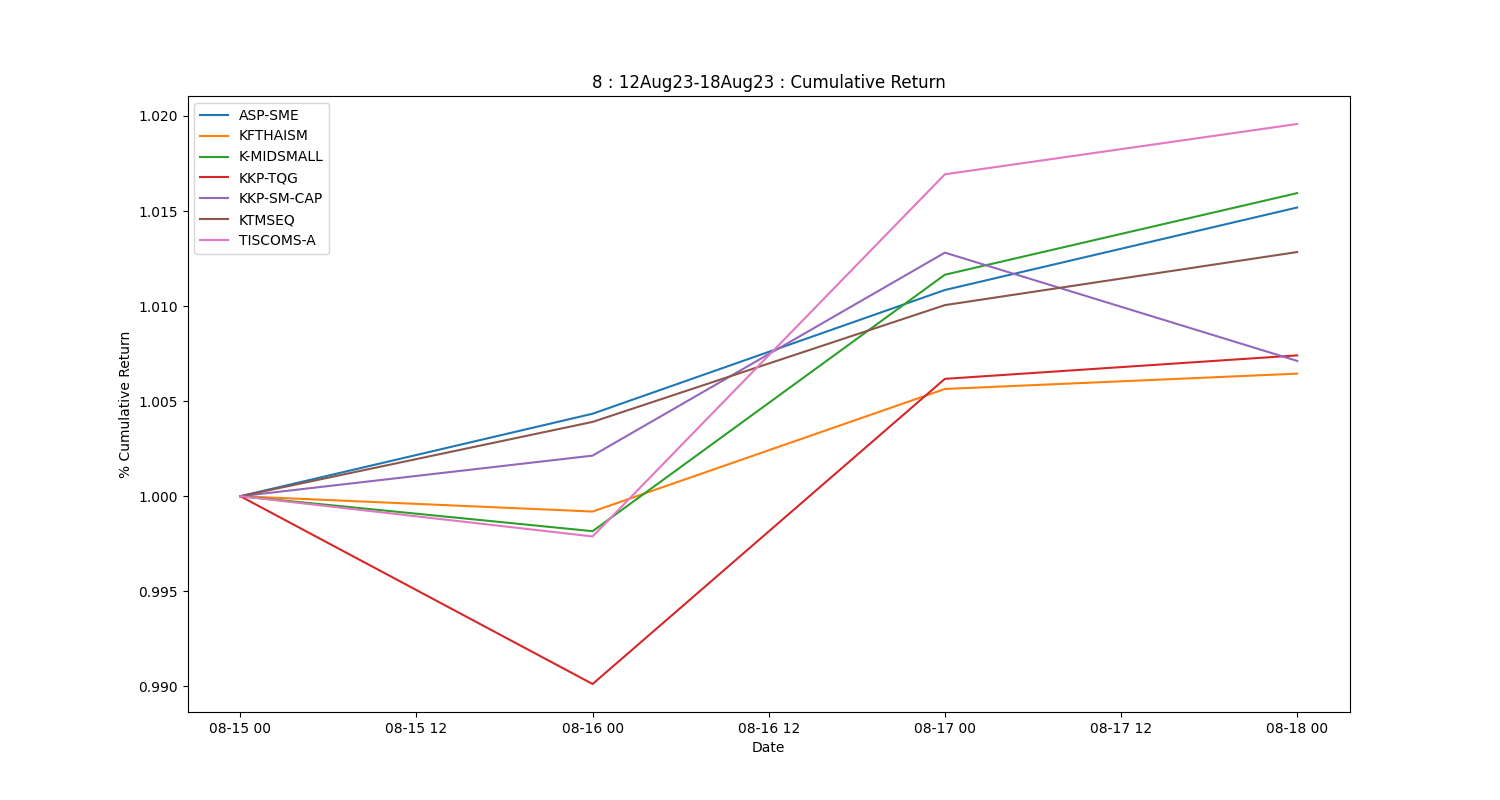 8 : 12Aug23-18Aug23 : Cumulative Return
ASP-SME
KFTHAISM
K-MIDSMALL
KKP-TQG
KKP-SM-CAP
KTMSEQ
TISCOMS-A
% Cumulative Return
1.020
1.015
1.010
1.005
1.000
0.995
0.990
08-15 00 08-15 12 08-16 00 08-16 12 08-17 00 08-17 12 08-18 00
Date